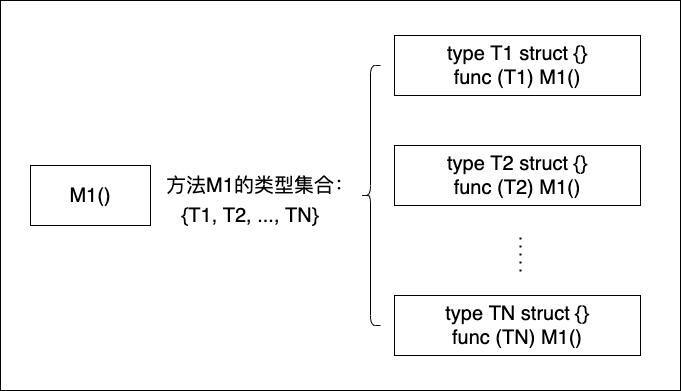 M1()
方法M1的类型集合：
{T1, T2, ..., TN}
type T1 struct {}
func (T1) M1()
type T2 struct {}
func (T2) M1()
type TN struct {}
func (TN) M1()